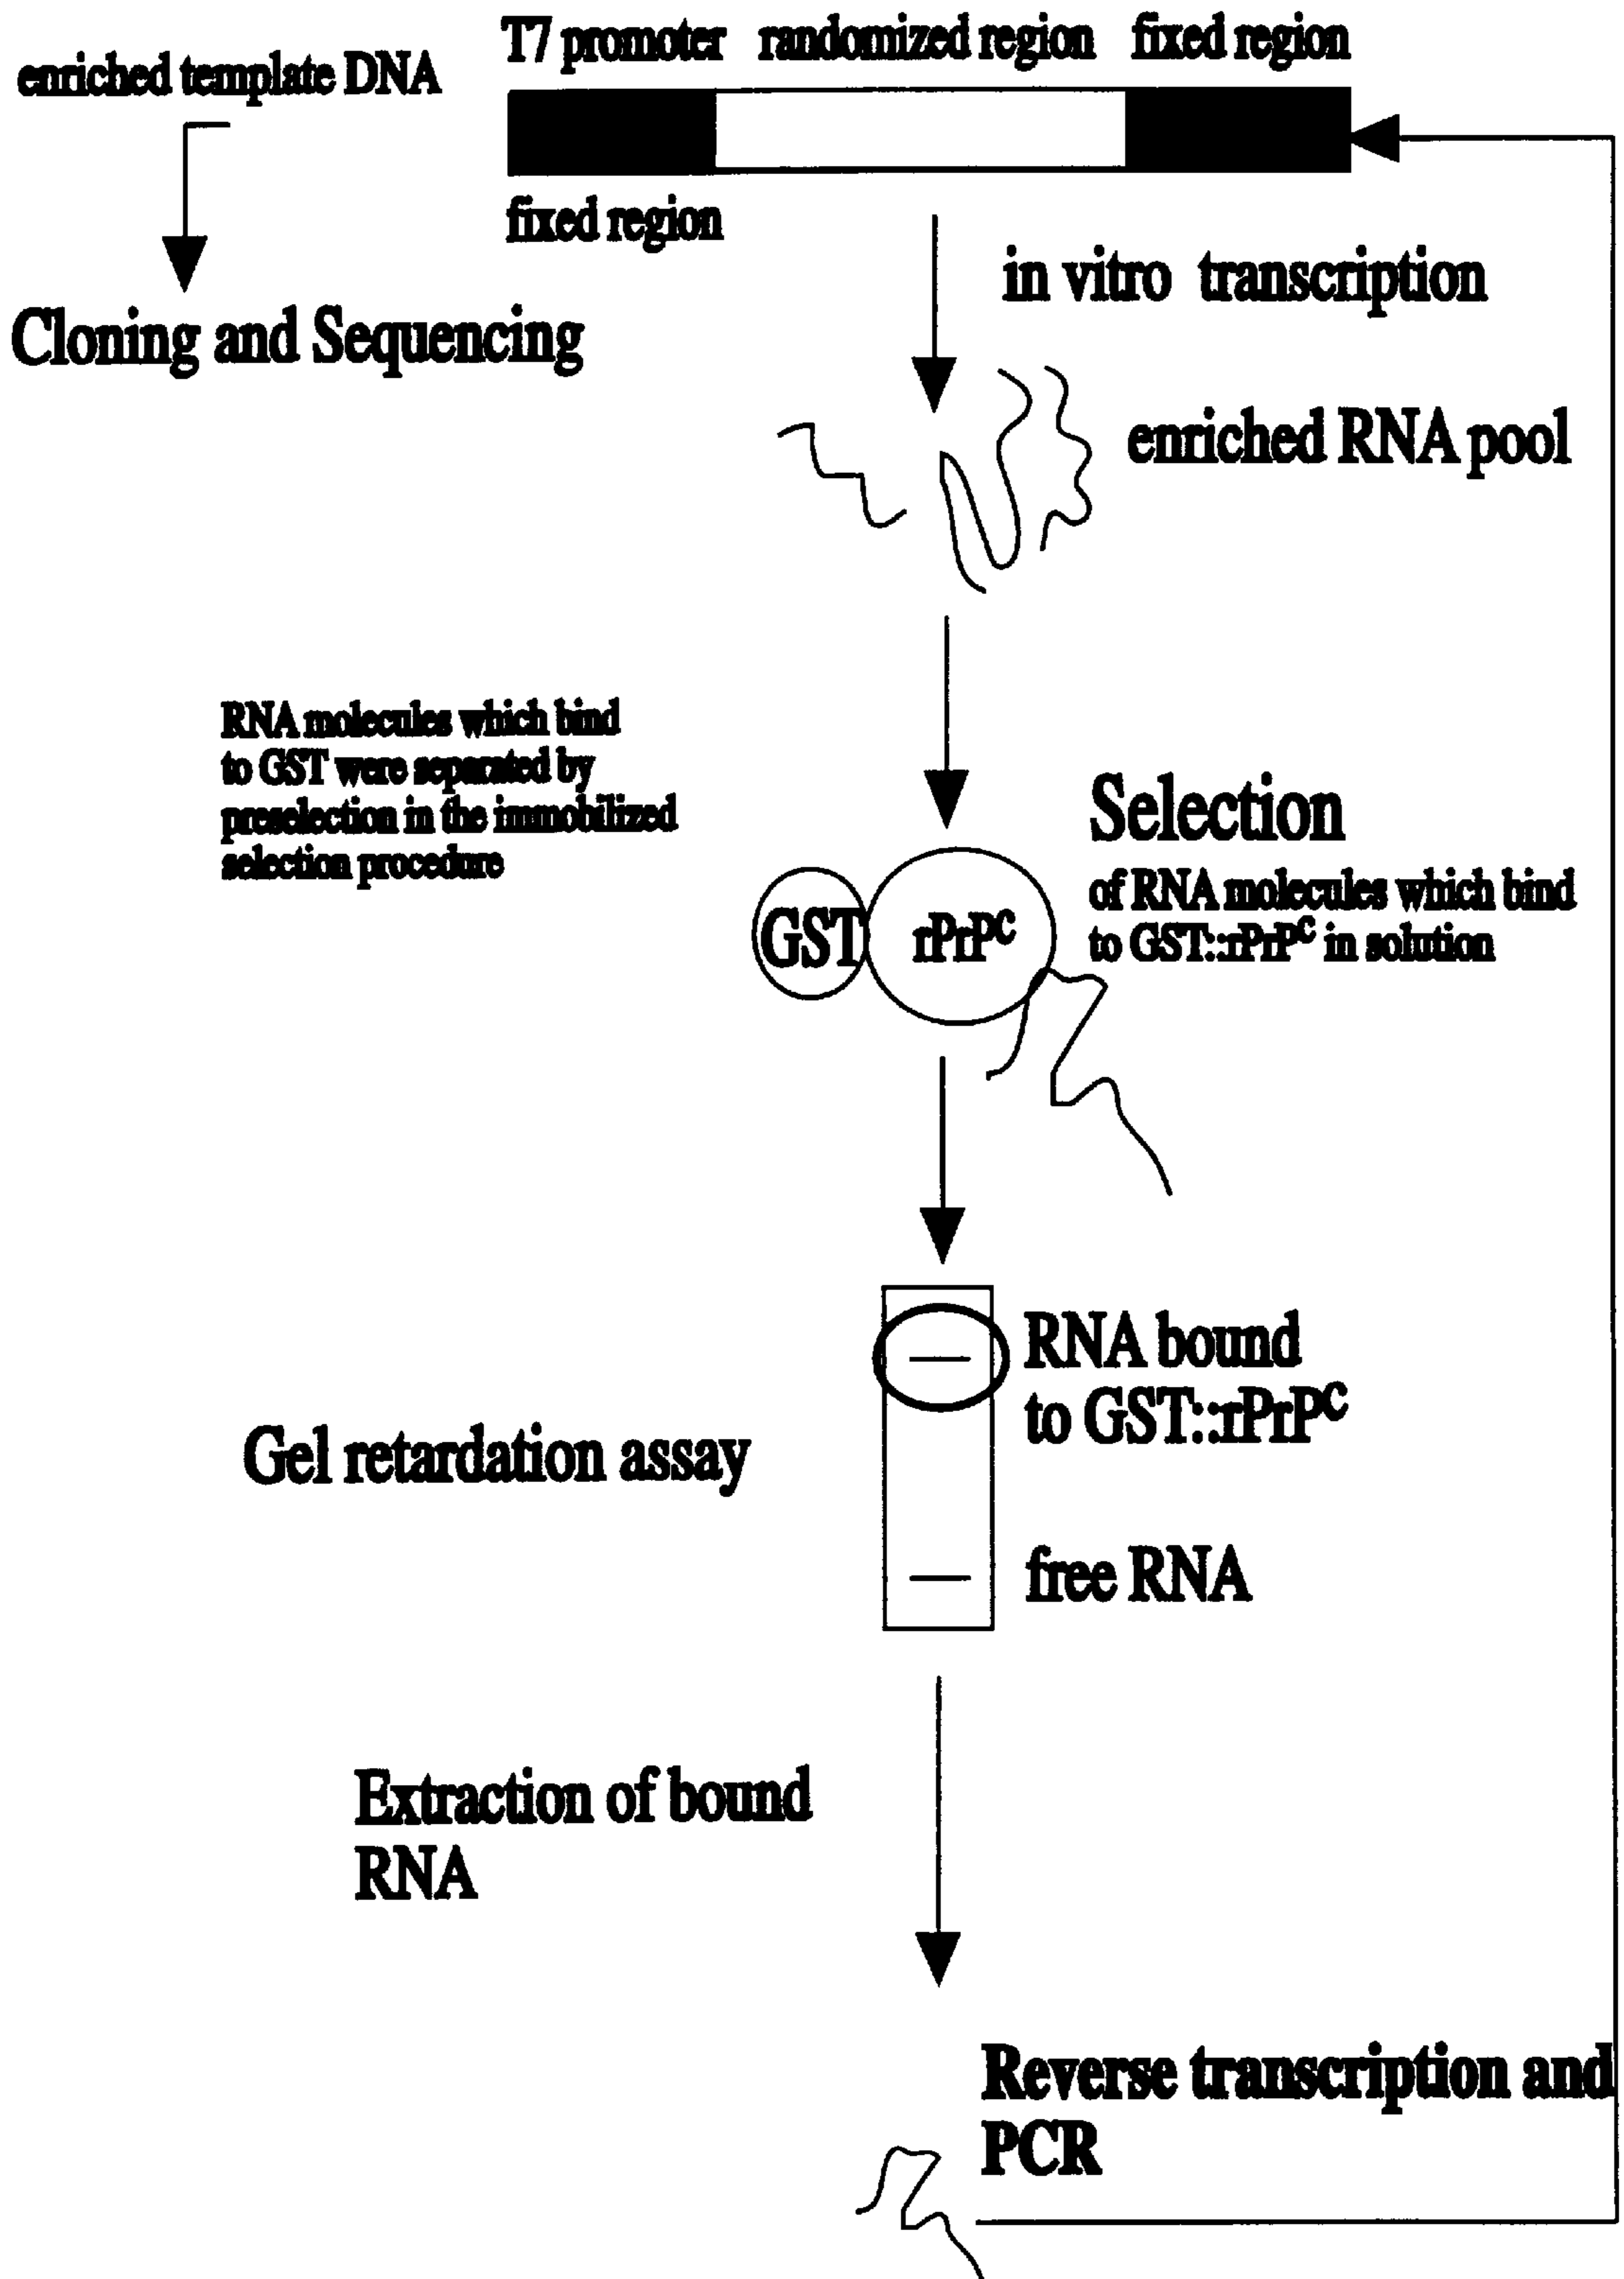 T7 promoter randomized region fixed region
enriched template DNA
fixed region
in vitro transcription
Cloning and Sequencing
enriched RNA pool
RNA molecules which bind
to GST were separated by
preselection in the immobilized
selection procedure
Selection
of RNA molecules which bind
to GST::rPrPᶜ in solution
GST
rPrPᶜ
RNA bound
to GST::rPrPᶜ
Gel retardation assay
free RNA
Extraction of bound
RNA
Reverse transcription and
PCR